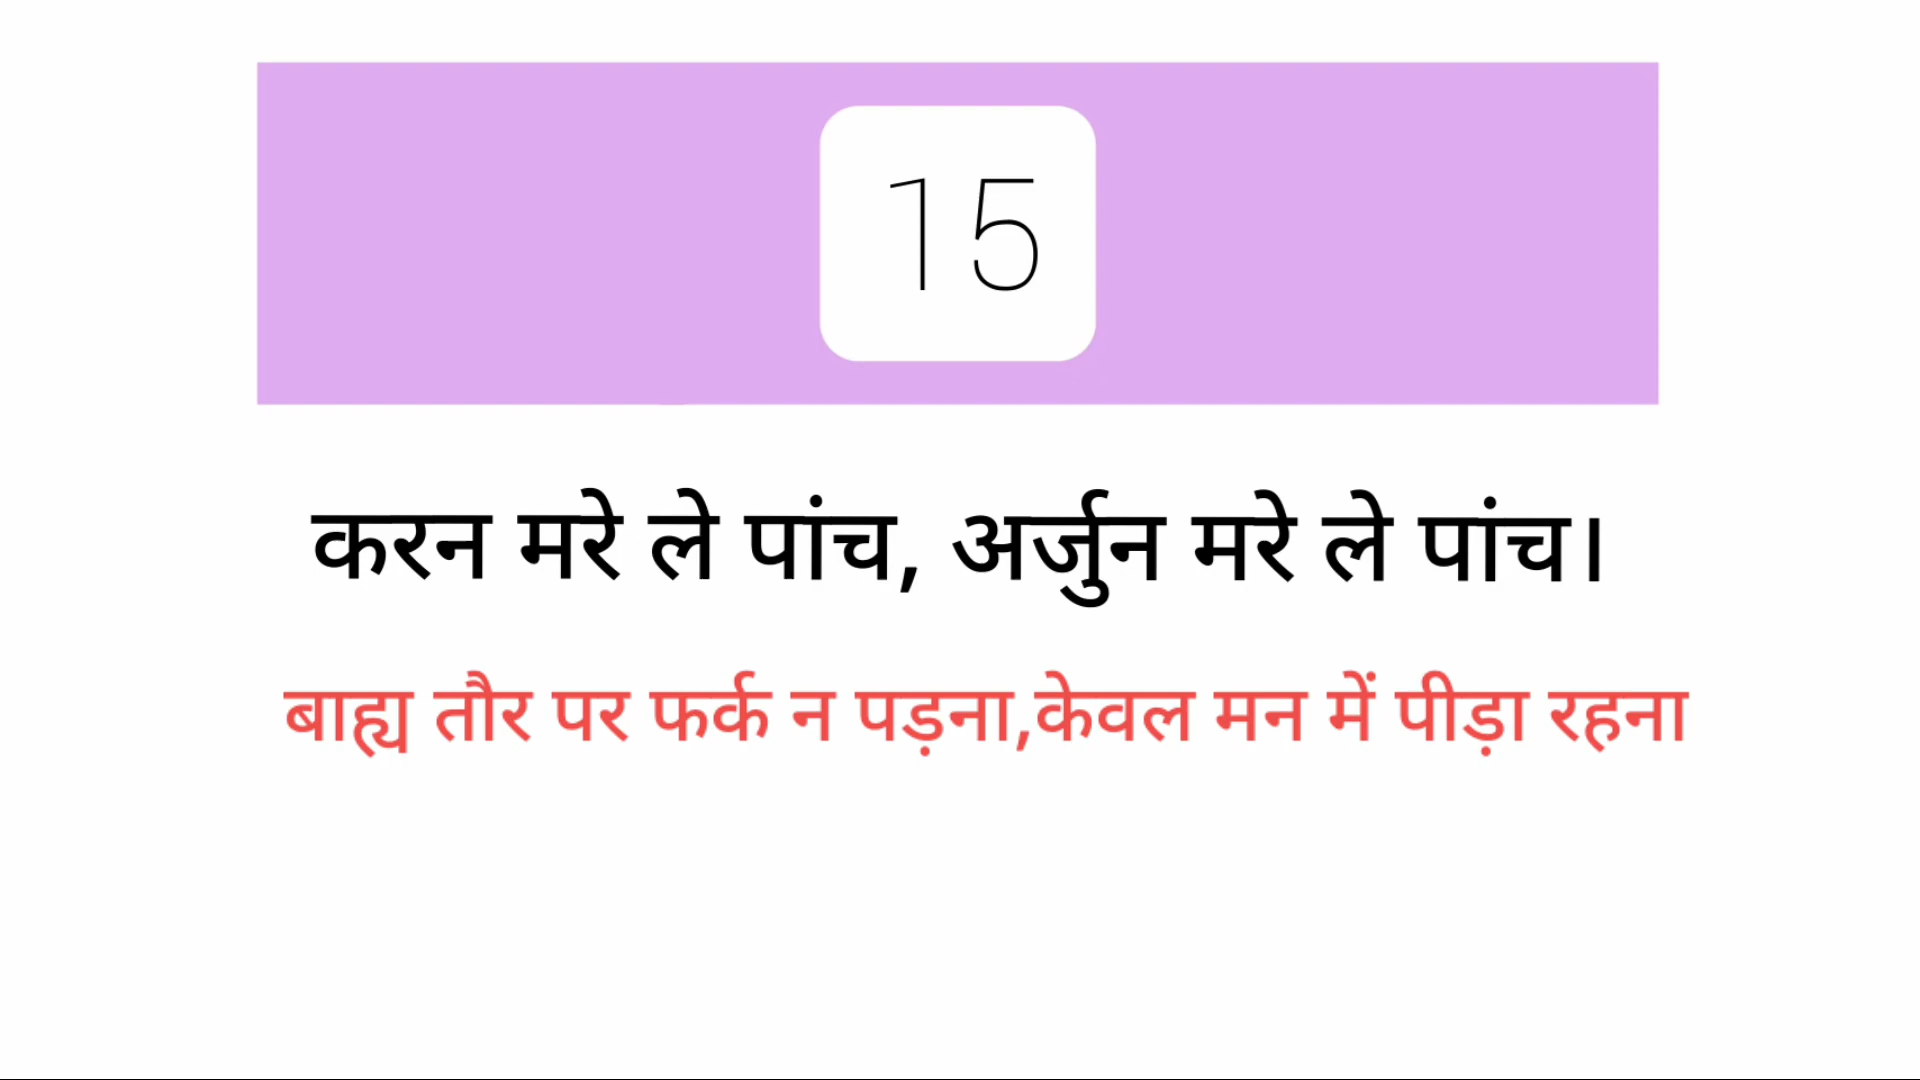 15
करन मरे ले पांच, अर्जुन मरे ले पांच।
बाह्य तौर पर फर्क न पड़ना,केवल मन में पीड़ा रहना